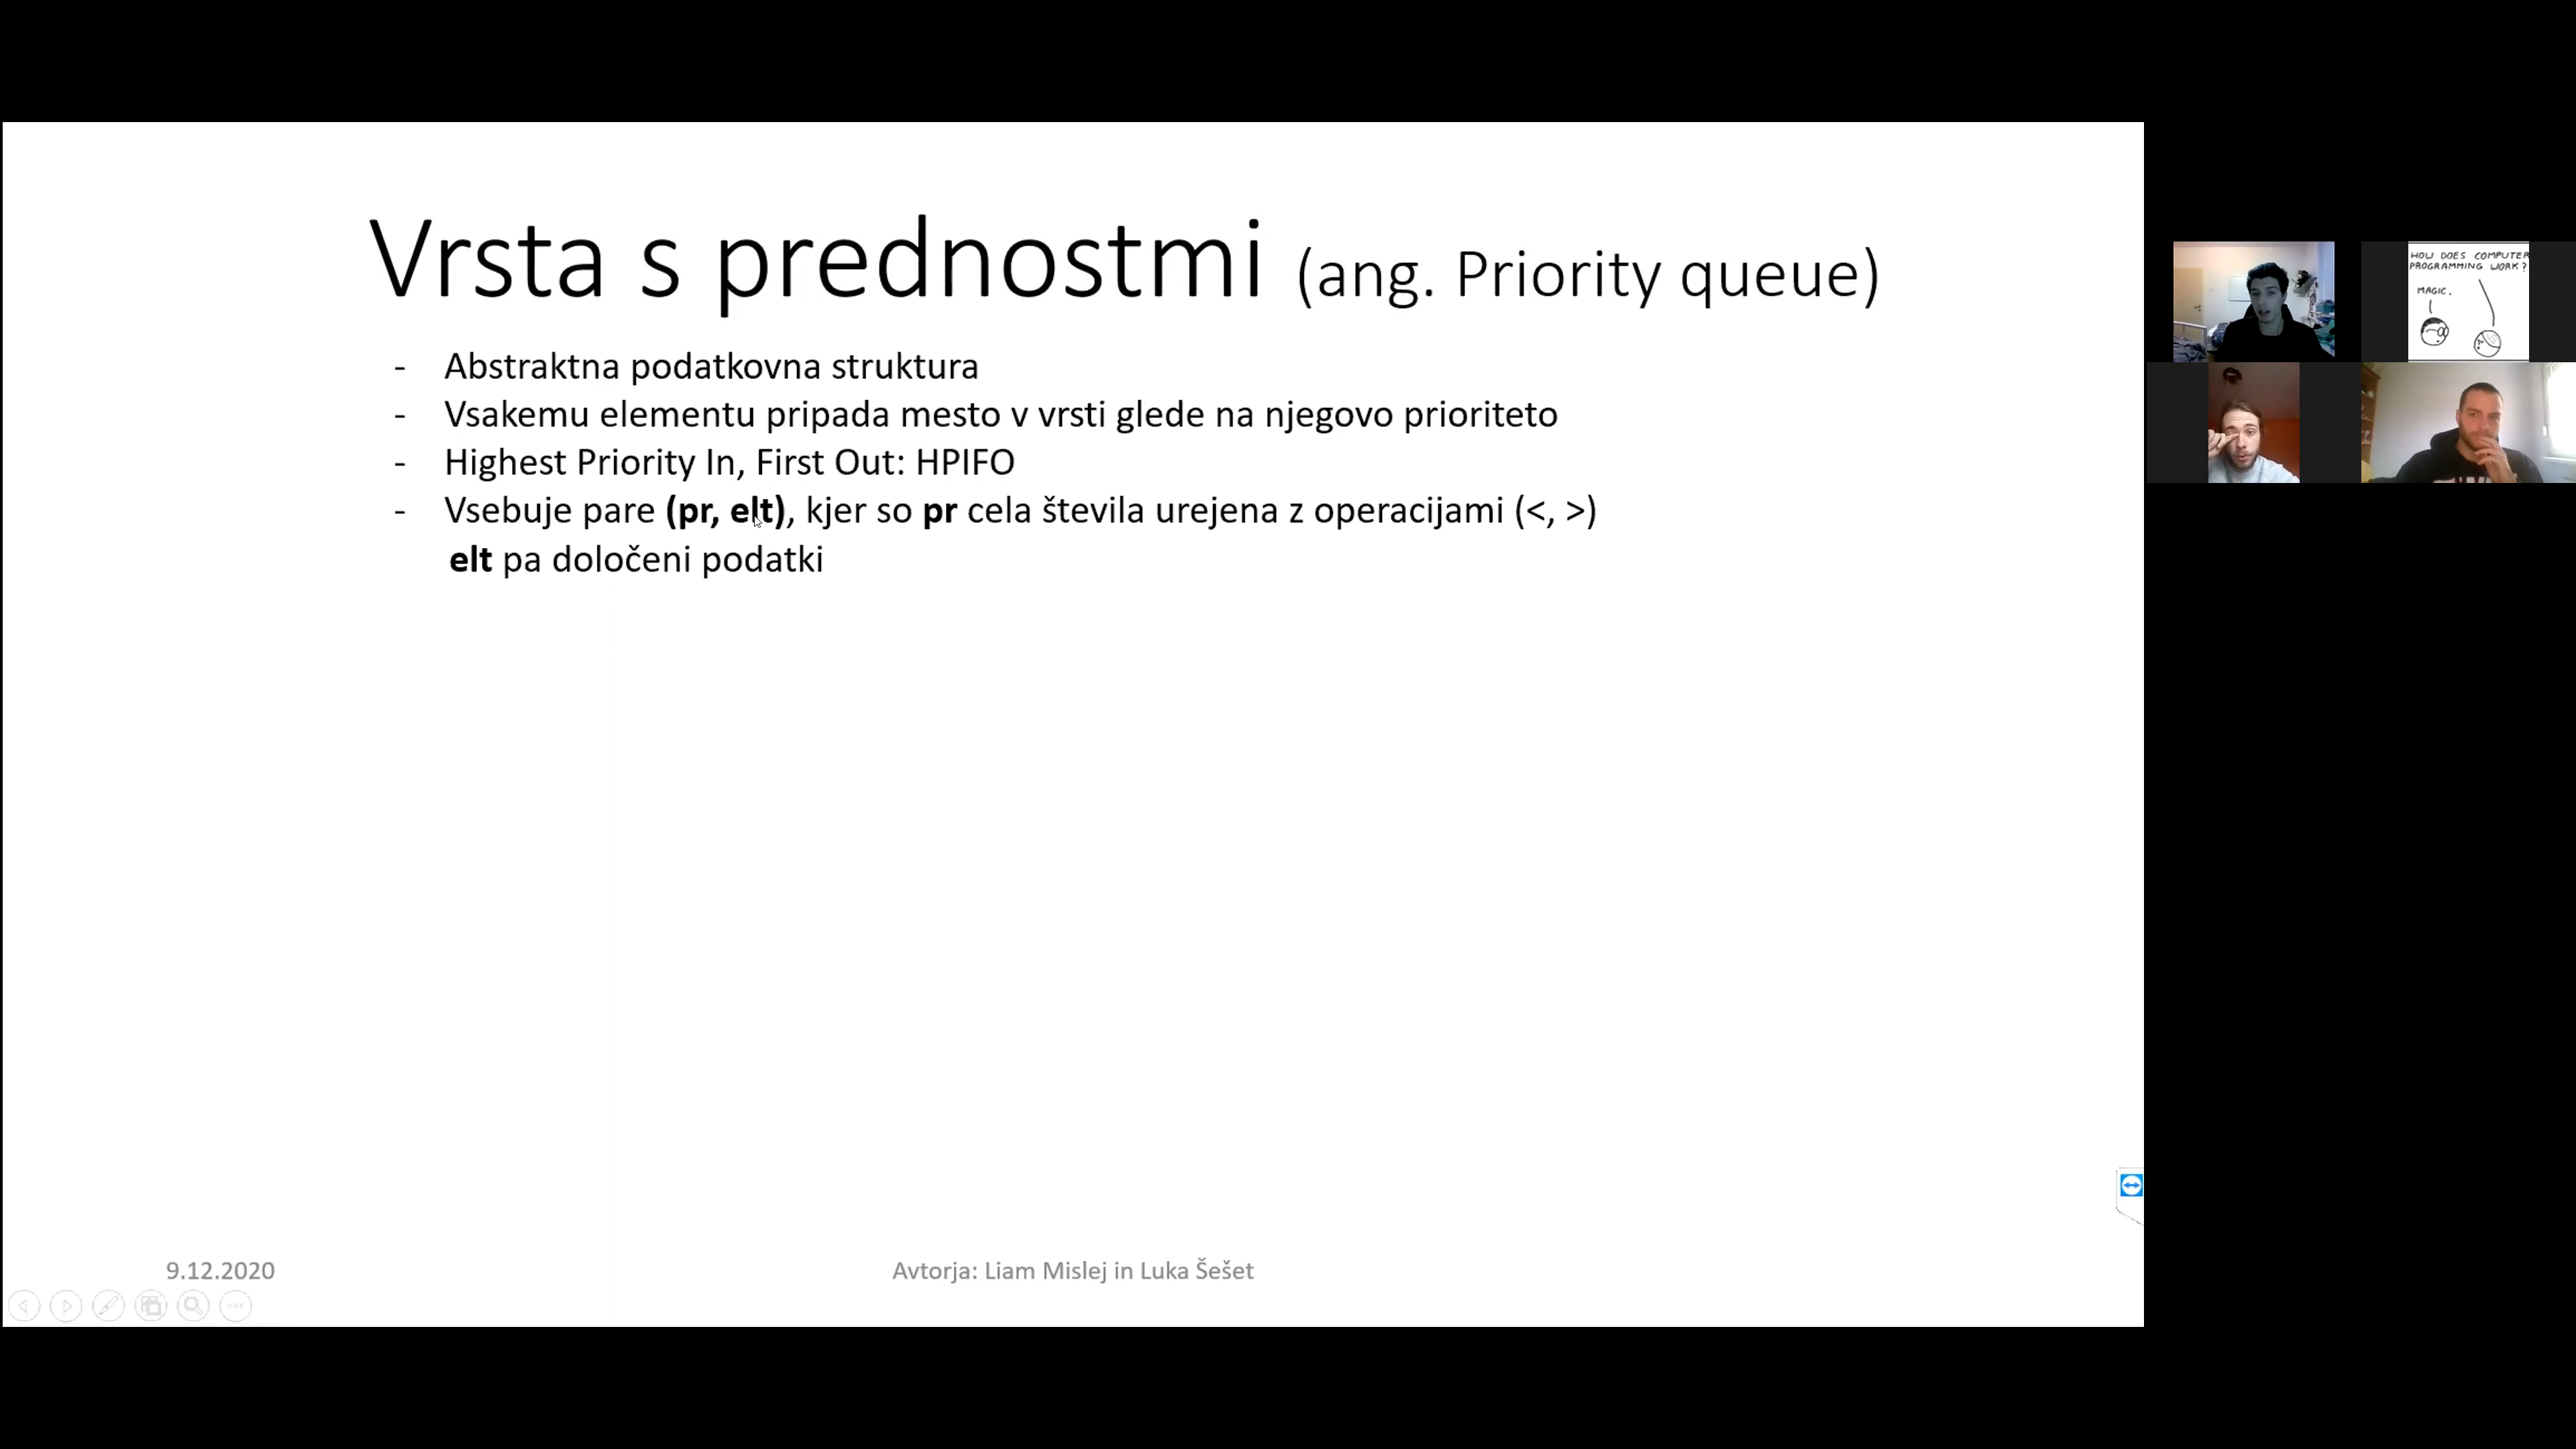 Vrsta s prednostmi (ang. Priority queue)
- Abstraktna podatkovna struktura
- Vsakemu elementu pripada mesto v vrsti glede na njegovo prioriteto
- Highest Priority In, First Out: HPIFO
- Vsebuje pare (pr, elt), kjer so pr cela števila urejena z operacijami (<, >)
elt pa določeni podatki
9.12.2020
Avtorja: Liam Mislej in Luka Šešet
HOW DOES COMPUTER
PROGRAMMING WORK?
MAGIC.